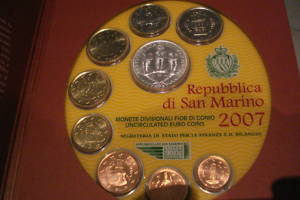 Repubblica
di San Marino
2007
MONETE DIVISIONALI FIOR DI CONIO
UNCIRCULATED EURO COINS
SEGRETERIA DI STATO PER LE FINANZE E IL BILANCIO